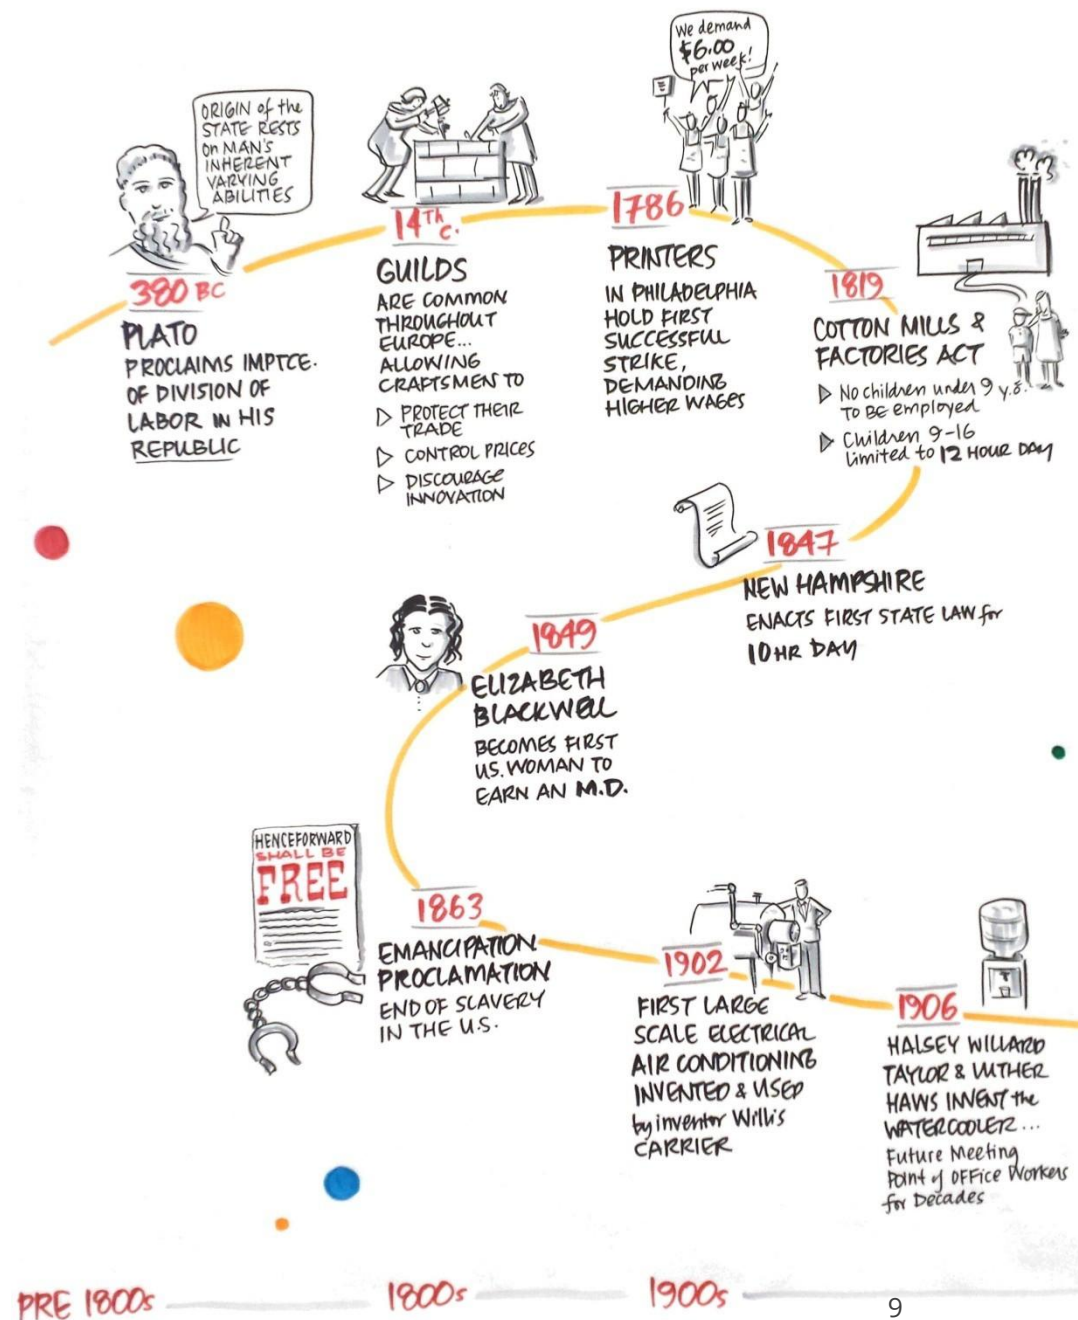 ORIGIN of the
STATE RESTS
on MAN'S
INHERENT
VARYING
ABILITIES
380 BC
PLATO
PROCLAIMS IMPTCE.
OF DIVISION OF
LABOR IN HIS
REPUBLIC
14Th C.
GUILDS
ARE COMMON
THROUGHOUT
EUROPE...
ALLOWING
CRAFTSMEN TO
▷ PROTECT THEIR
TRADE
▷ CONTROL PRICES
▷ DISCOURAGE
INNOVATION
We demand
$6.00
per week!
1786
PRINTERS
IN PHILADELPHIA
HOLD FIRST
SUCCESSFUL
STRIKE,
DEMANDING
HIGHER WAGES
1819
COTTON MILLS &
FACTORIES ACT
▷ No children under 9 y.o.
TO BE employed
▷ Children 9-16
limited to 12 HOUR DAY
1847
NEW HAMPSHIRE
ENACTS FIRST STATE LAW for
10 HR DAY
1849
ELIZABETH
BLACKWELL
BECOMES FIRST
U.S. WOMAN TO
EARN AN M.D.
HENCEFORWARD
SHALL BE
FREE
1863
EMANCIPATION
PROCLAMATION
END OF SLAVERY
IN THE U.S.
1902
FIRST LARGE
SCALE ELECTRICAL
AIR CONDITIONING
INVENTED & USED
by inventor Willis
CARRIER
1906
HALSEY WILLARD
TAYLOR & LUTHER
HAWS INVENT the
WATERCOOLER...
Future Meeting
Point of OFFice Workers
for Decades
PRE 1800s
1800s
1900s
9